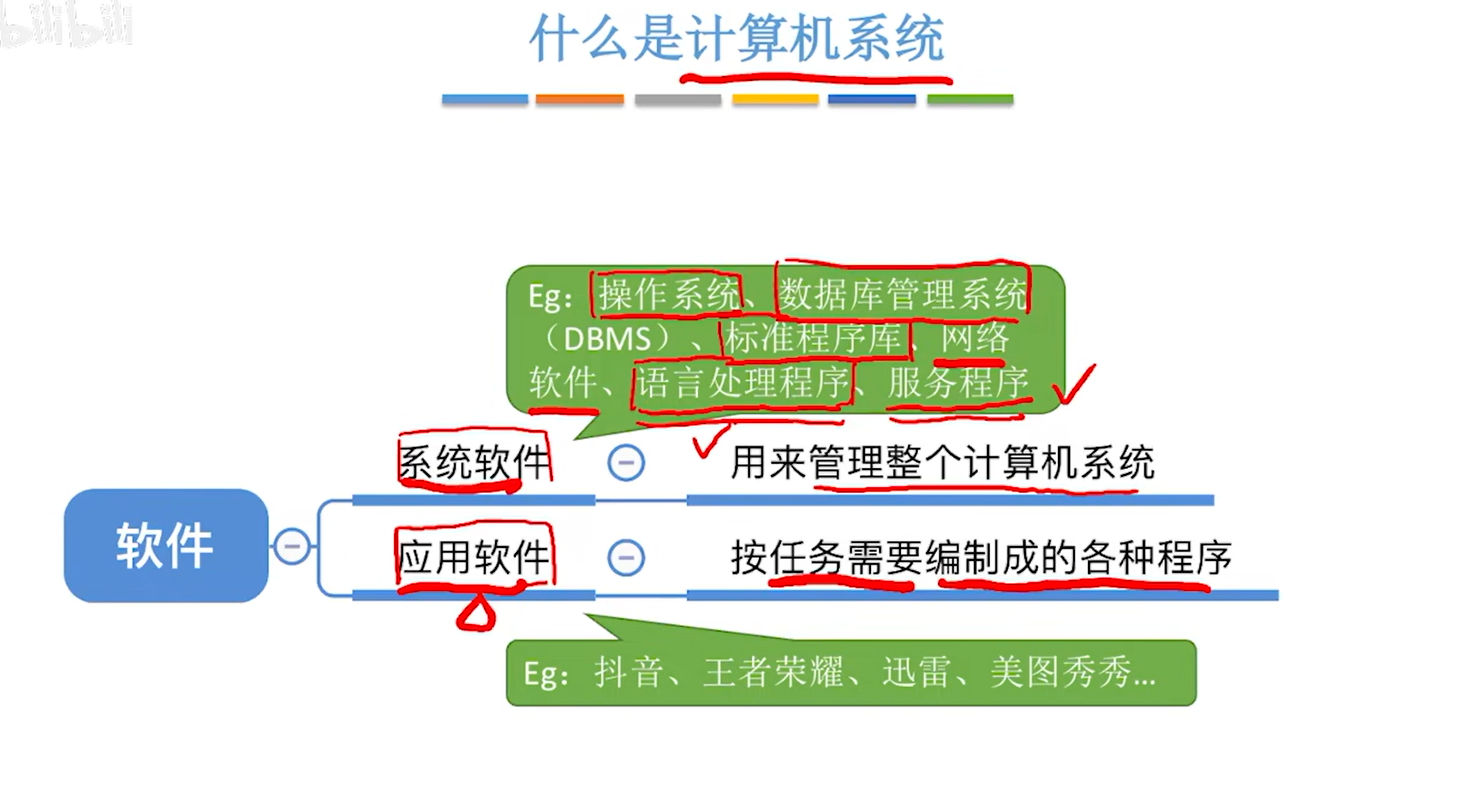 bilibili
什么是计算机系统
Eg：操作系统、数据库管理系统
（DBMS）、标准程序库、网络
软件、语言处理程序、服务程序
系统软件
用来管理整个计算机系统
软件
应用软件
按任务需要编制成的各种程序
Eg：抖音、王者荣耀、迅雷、美图秀秀...